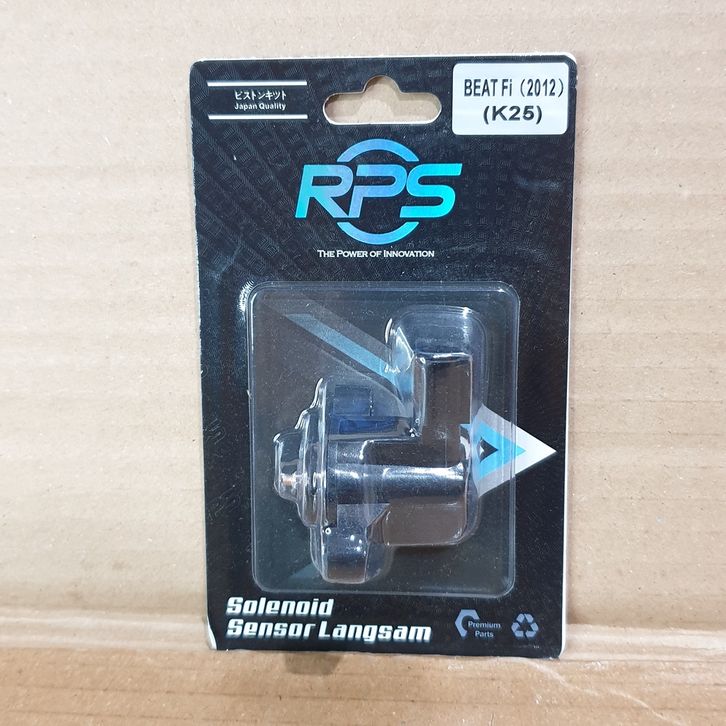 ピストンキット
Japan Quality
BEAT Fi (2012)
(K25)
RPS
THE POWER OF INNOVATION
Solenoid
Sensor Langsam
Premium
Parts